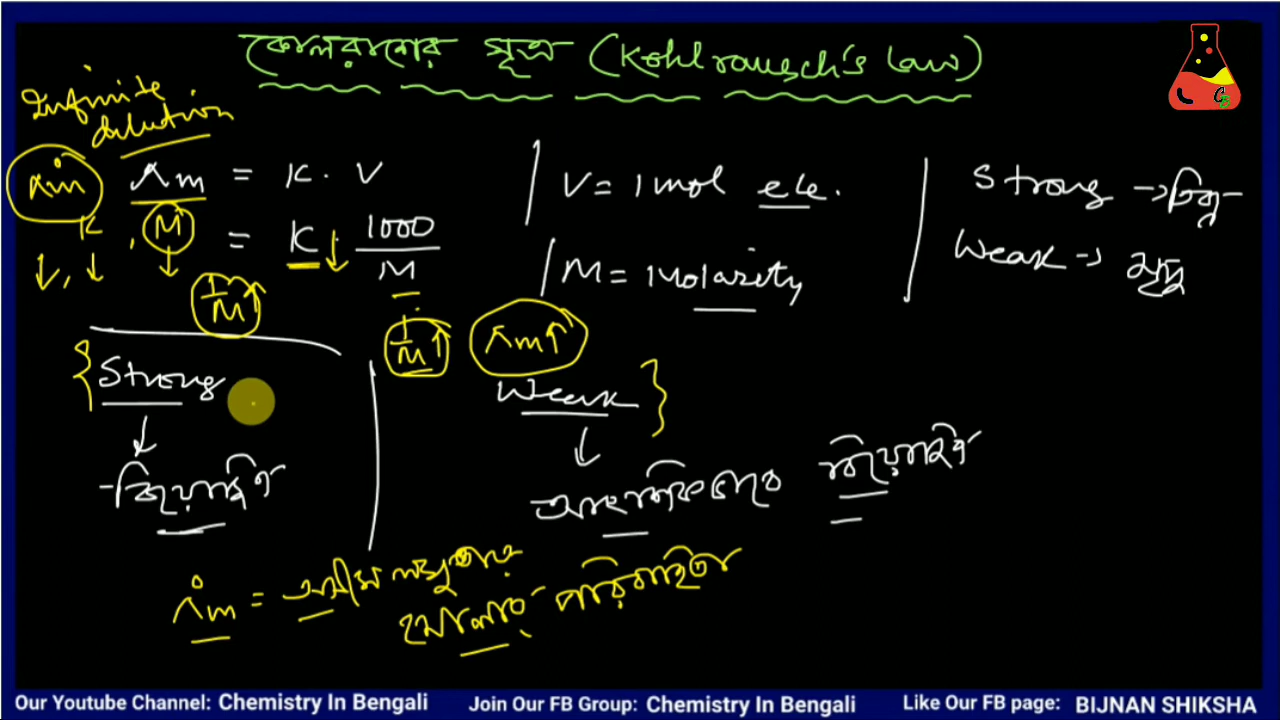 কোলরাশের সূত্র (Kohlrausch's Law)
Infinite
dilution
Λ°m Λm = K . V
V = 1 mol ele.
Strong →
K , M = K↓ 1000/M
M = Molarity
Weak → মৃদু
↓, ↓ ↓
1/M↑
1/M↑ Λm↑
Strong
Weak
↓
↓
বিয়োজিত
আংশিকভাবে বিয়োজিত
Λ°m = অসীম লঘুতায়
মোলার পরিবাহিতা
Our Youtube Channel: Chemistry In Bengali Join Our FB Group: Chemistry In Bengali Like Our FB page: BIJNAN SHIKSHA